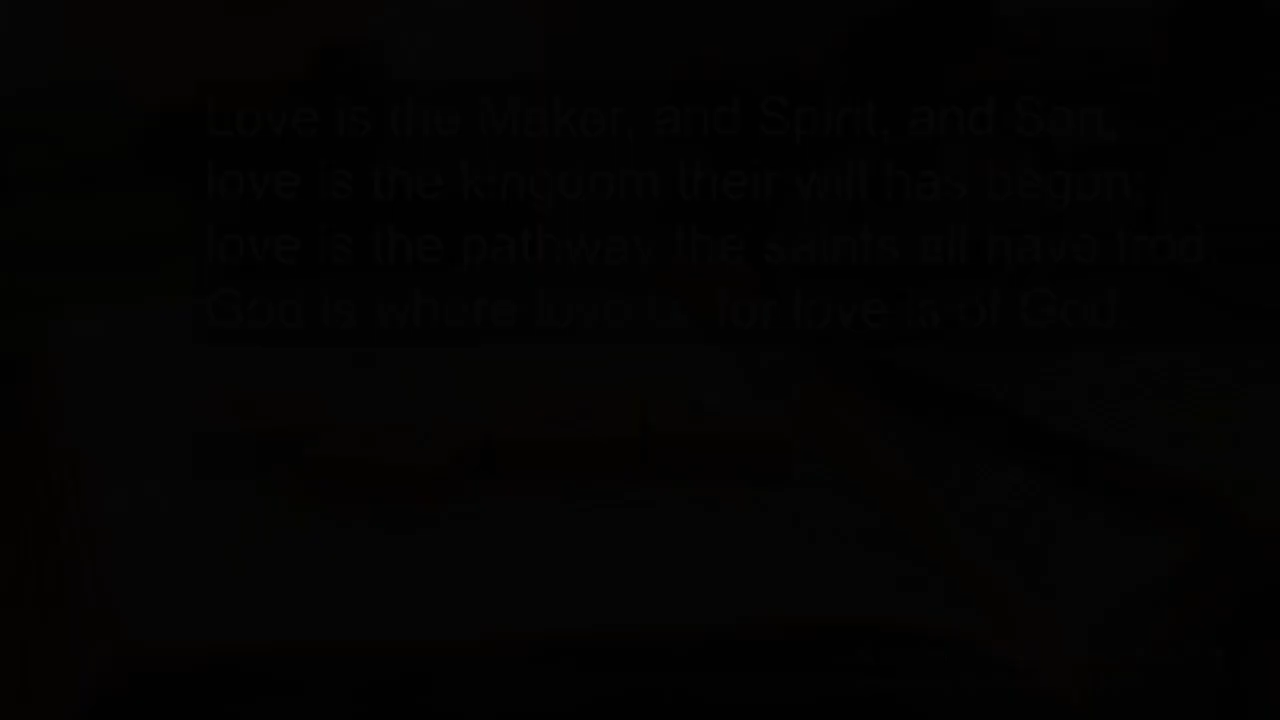 Love is the Maker, and Spirit, and Son,
love is the kingdom their will has begun;
love is the pathway the saints all have trod,
God is where love is, for love is of God.